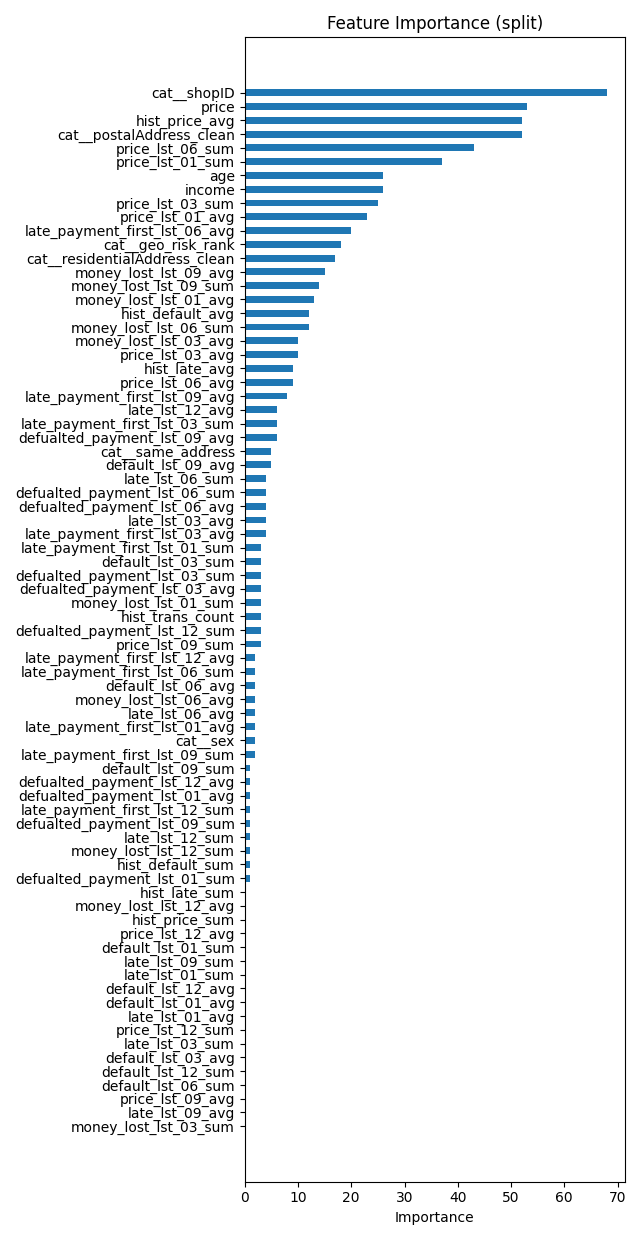 Feature Importance (split)
cat__shopID
price
hist_price_avg
cat__postalAddress_clean
price_lst_06_sum
price_lst_01_sum
age
income
price_lst_03_sum
price_lst_01_avg
late_payment_first_lst_06_avg
cat__geo_risk_rank
cat__residentialAddress_clean
money_lost_lst_09_avg
money_lost_lst_09_sum
money_lost_lst_01_avg
hist_default_avg
money_lost_lst_06_sum
money_lost_lst_03_avg
price_lst_03_avg
hist_late_avg
price_lst_06_avg
late_payment_first_lst_09_avg
late_lst_12_avg
late_payment_first_lst_03_sum
defualted_payment_lst_09_avg
cat__same_address
default_lst_09_avg
late_lst_06_sum
defualted_payment_lst_06_sum
defualted_payment_lst_06_avg
late_lst_03_avg
late_payment_first_lst_03_avg
late_payment_first_lst_01_sum
default_lst_03_sum
defualted_payment_lst_03_sum
defualted_payment_lst_03_avg
money_lost_lst_01_sum
hist_trans_count
defualted_payment_lst_12_sum
price_lst_09_sum
late_payment_first_lst_12_avg
late_payment_first_lst_06_sum
default_lst_06_avg
money_lost_lst_06_avg
late_lst_06_avg
late_payment_first_lst_01_avg
cat__sex
late_payment_first_lst_09_sum
default_lst_09_sum
defualted_payment_lst_12_avg
defualted_payment_lst_01_avg
late_payment_first_lst_12_sum
defualted_payment_lst_09_sum
late_lst_12_sum
money_lost_lst_12_sum
hist_default_sum
defualted_payment_lst_01_sum
hist_late_sum
money_lost_lst_12_avg
hist_price_sum
price_lst_12_avg
default_lst_01_sum
late_lst_09_sum
late_lst_01_sum
default_lst_12_avg
default_lst_01_avg
late_lst_01_avg
price_lst_12_sum
late_lst_03_sum
default_lst_03_avg
default_lst_12_sum
default_lst_06_sum
price_lst_09_avg
late_lst_09_avg
money_lost_lst_03_sum
0 10 20 30 40 50 60 70
Importance